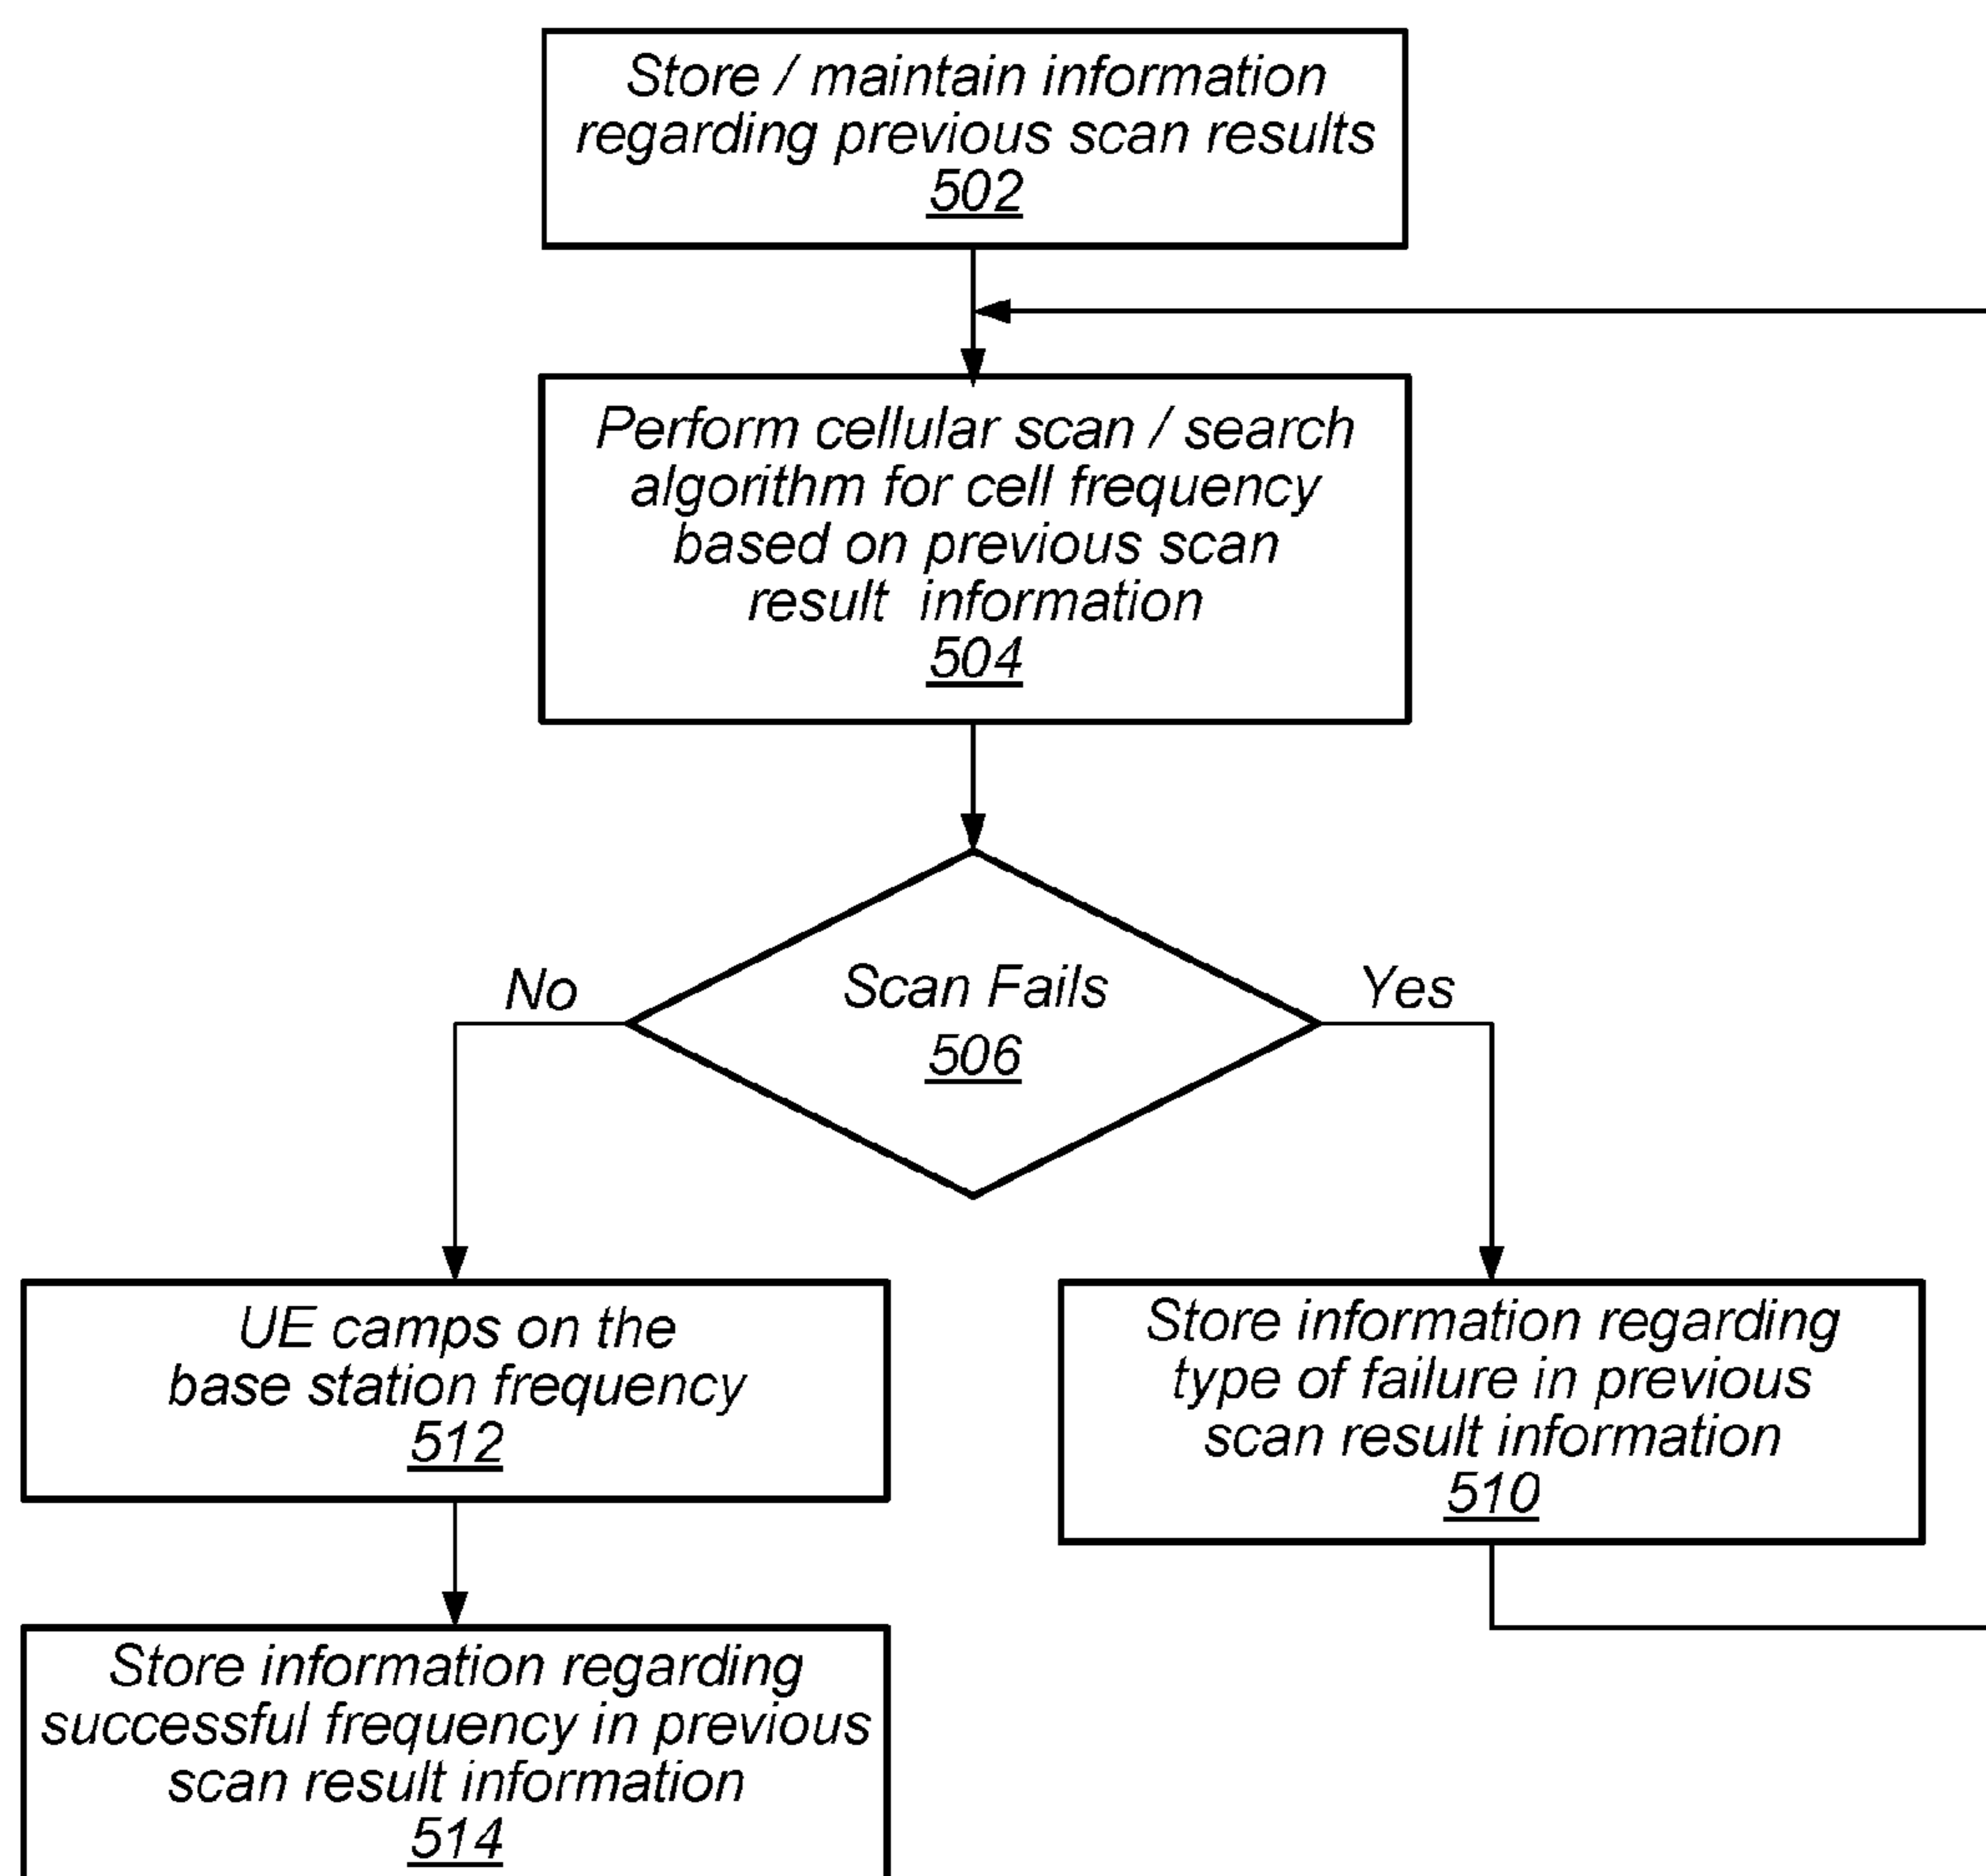 Store / maintain information
regarding previous scan results
502
Perform cellular scan / search
algorithm for cell frequency
based on previous scan
result information
504
Scan Fails
506
No
Yes
UE camps on the
base station frequency
512
Store information regarding
type of failure in previous
scan result information
510
Store information regarding
successful frequency in previous
scan result information
514